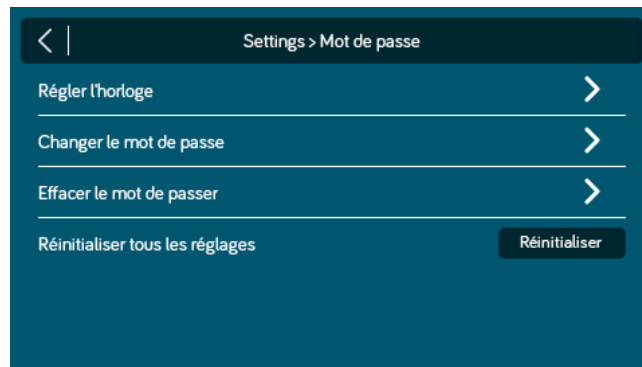 Settings > Mot de passe
Régler l'horloge
Changer le mot de passe
Effacer le mot de passer
Réinitialiser tous les réglages Réinitialiser